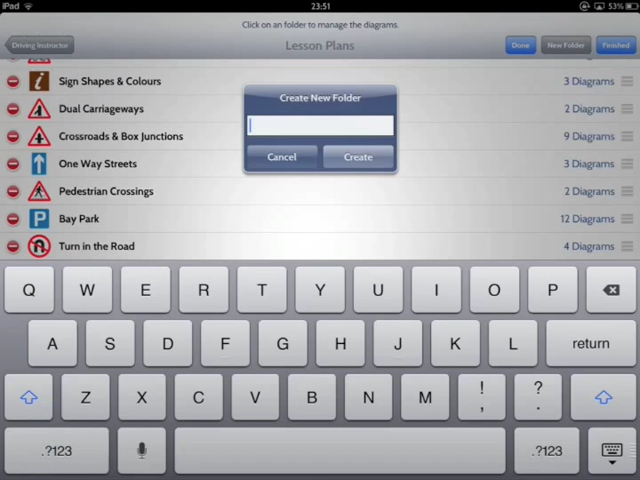 iPad 23:51 53%
Click on an folder to manage the diagrams.
Driving Instructor Lesson Plans Done New Folder Finished
Sign Shapes & Colours 3 Diagrams
Dual Carriageways 2 Diagrams
Crossroads & Box Junctions 9 Diagrams
One Way Streets 3 Diagrams
Pedestrian Crossings 2 Diagrams
P Bay Park 12 Diagrams
Turn in the Road 4 Diagrams
Create New Folder
Cancel Create
Q W E R T Y U I O P
A S D F G H J K L return
Z X C V B N M ! , ? .
.?123 .?123